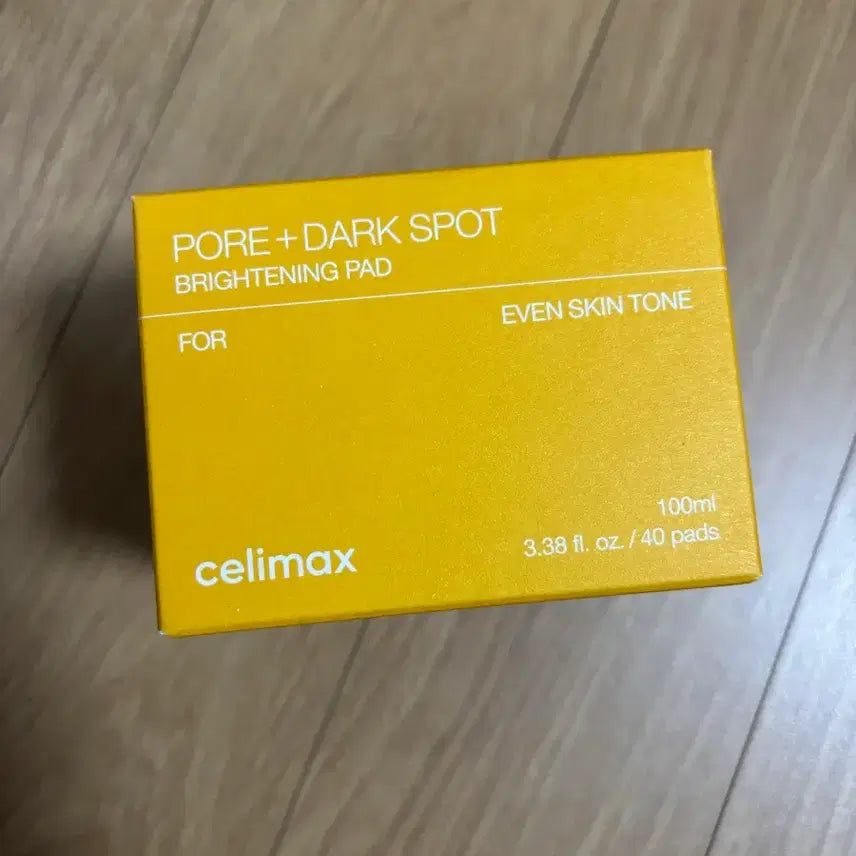 PORE + DARK SPOT
BRIGHTENING PAD
FOR
EVEN SKIN TONE
100ml
3.38 fl. oz. / 40 pads
celimax